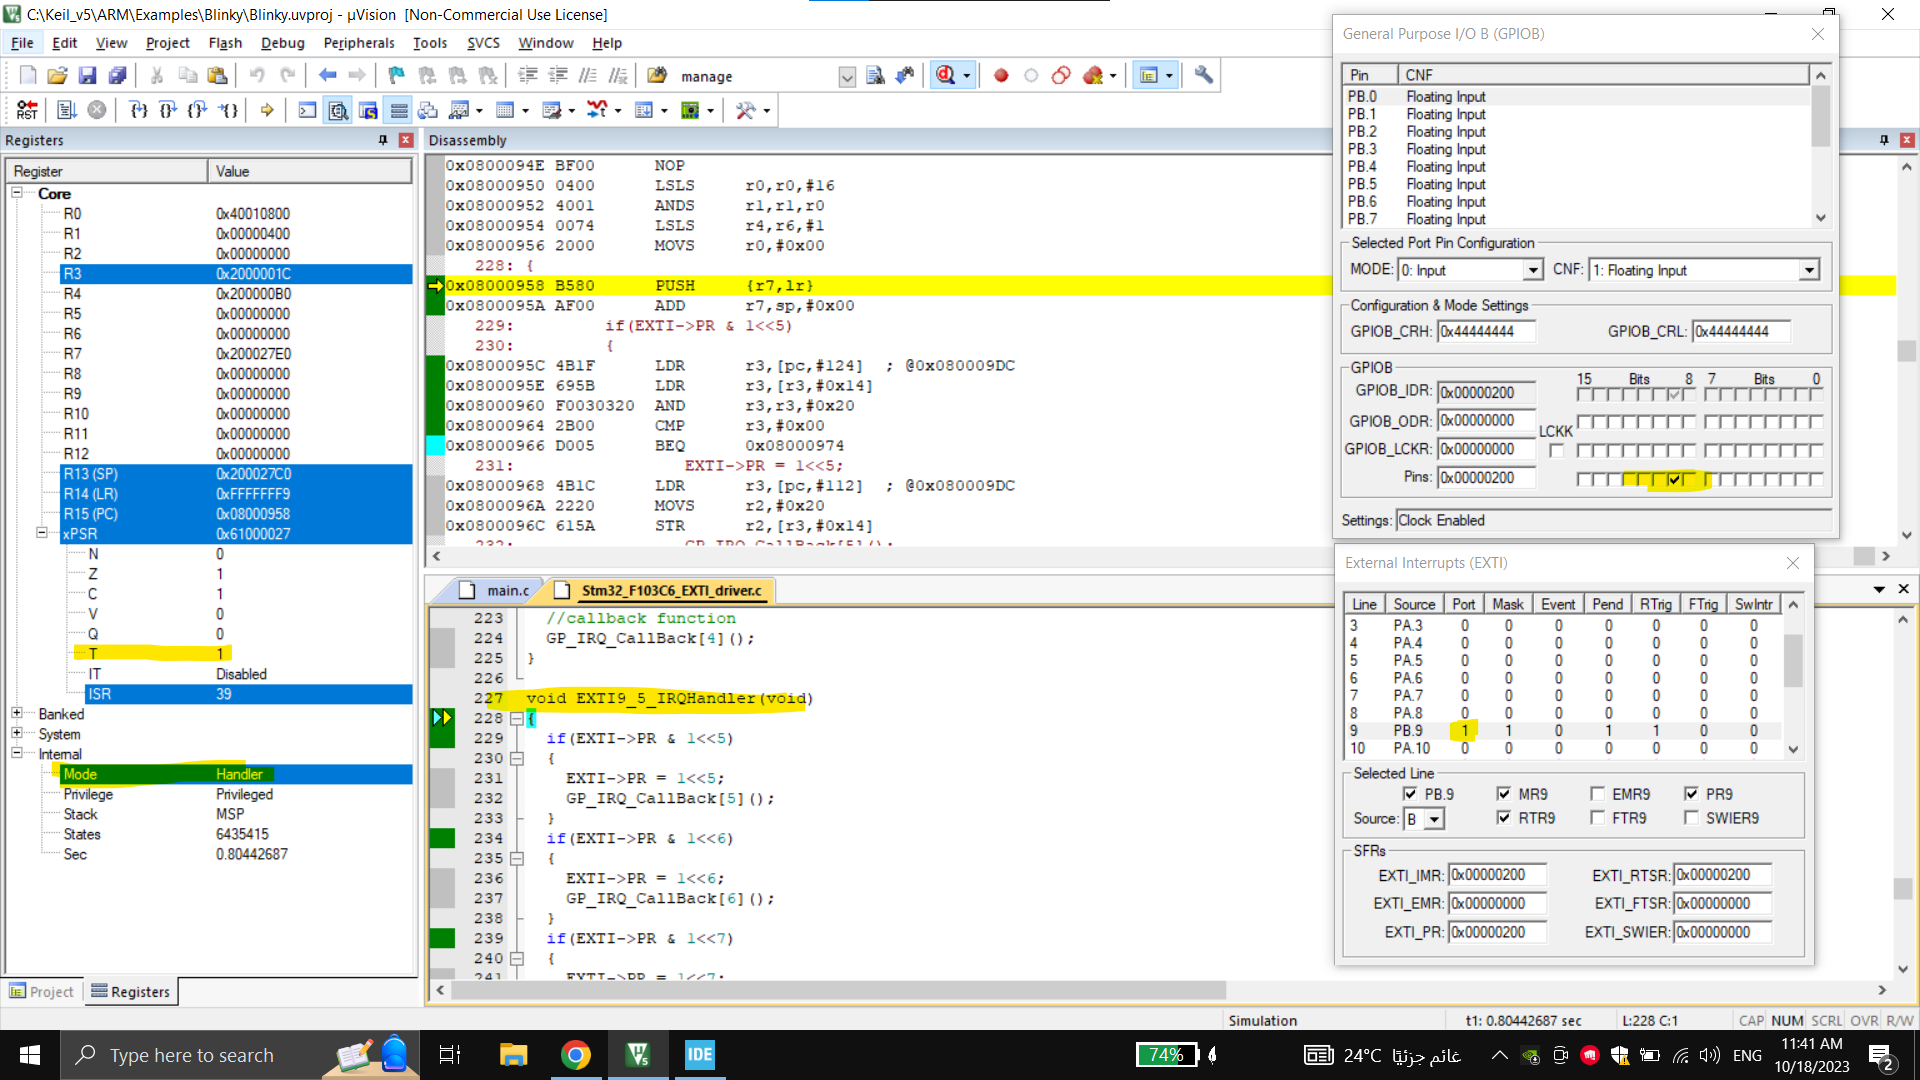 C:\Keil_v5\ARM\Examples\Blinky\Blinky.uvproj - µVision [Non-Commercial Use License]
File Edit View Project Flash Debug Peripherals Tools SVCS Window Help
manage
RST
Registers
Register Value
Core
R0 0x40010800
R1 0x00000400
R2 0x00000000
R3 0x2000001C
R4 0x200000B0
R5 0x00000000
R6 0x00000000
R7 0x200027E0
R8 0x00000000
R9 0x00000000
R10 0x00000000
R11 0x00000000
R12 0x00000000
R13 (SP) 0x200027C0
R14 (LR) 0xFFFFFFF9
R15 (PC) 0x08000958
xPSR 0x61000027
N 0
Z 1
C 1
V 0
Q 0
T 1
IT Disabled
ISR 39
Banked
System
Internal
Mode Handler
Privilege Privileged
Stack MSP
States 6435415
Sec 0.80442687
Project Registers
Disassembly
0x0800094E BF00 NOP
0x08000950 0400 LSLS r0,r0,#16
0x08000952 4001 ANDS r1,r1,r0
0x08000954 0074 LSLS r4,r6,#1
0x08000956 2000 MOVS r0,#0x00
228: {
0x08000958 B580 PUSH {r7,lr}
0x0800095A AF00 ADD r7,sp,#0x00
229: if(EXTI->PR & 1<<5)
230: {
0x0800095C 4B1F LDR r3,[pc,#124] ; @0x080009DC
0x0800095E 695B LDR r3,[r3,#0x14]
0x08000960 F0030320 AND r3,r3,#0x20
0x08000964 2B00 CMP r3,#0x00
0x08000966 D005 BEQ 0x08000974
231: EXTI->PR = 1<<5;
0x08000968 4B1C LDR r3,[pc,#112] ; @0x080009DC
0x0800096A 2220 MOVS r2,#0x20
0x0800096C 615A STR r2,[r3,#0x14]
232: GP_IRQ_CallBack[5]();
main.c Stm32_F103C6_EXTI_driver.c
223 //callback function
224 GP_IRQ_CallBack[4]();
225 }
226
227 void EXTI9_5_IRQHandler(void)
228 {
229 if(EXTI->PR & 1<<5)
230 {
231 EXTI->PR = 1<<5;
232 GP_IRQ_CallBack[5]();
233 }
234 if(EXTI->PR & 1<<6)
235 {
236 EXTI->PR = 1<<6;
237 GP_IRQ_CallBack[6]();
238 }
239 if(EXTI->PR & 1<<7)
240 {
241 EXTI->PR = 1<<7;
General Purpose I/O B (GPIOB)
Pin CNF
PB.0 Floating Input
PB.1 Floating Input
PB.2 Floating Input
PB.3 Floating Input
PB.4 Floating Input
PB.5 Floating Input
PB.6 Floating Input
PB.7 Floating Input
Selected Port Pin Configuration
MODE: 0: Input CNF: 1: Floating Input
Configuration & Mode Settings
GPIOB_CRH: 0x44444444 GPIOB_CRL: 0x44444444
GPIOB
15 Bits 8 7 Bits 0
GPIOB_IDR: 0x00000200
GPIOB_ODR: 0x00000000
LCKK
GPIOB_LCKR: 0x00000000
Pins: 0x00000200
Settings: Clock Enabled
External Interrupts (EXTI)
Line Source Port Mask Event Pend RTrig FTrig SwIntr
3 PA.3 0 0 0 0 0 0 0
4 PA.4 0 0 0 0 0 0 0
5 PA.5 0 0 0 0 0 0 0
6 PA.6 0 0 0 0 0 0 0
7 PA.7 0 0 0 0 0 0 0
8 PA.8 0 0 0 0 0 0 0
9 PB.9 1 1 0 1 1 0 0
10 PA.10 0 0 0 0 0 0 0
Selected Line
PB.9 MR9 EMR9 PR9
Source: B RTR9 FTR9 SWIER9
SFRs
EXTI_IMR: 0x00000200 EXTI_RTSR: 0x00000200
EXTI_EMR: 0x00000000 EXTI_FTSR: 0x00000000
EXTI_PR: 0x00000200 EXTI_SWIER: 0x00000000
Simulation t1: 0.80442687 sec L:228 C:1 CAP NUM SCRL OVR R/W
Type here to search
IDE
74%
24°C غائم جزئيًا
ENG
11:41 AM
10/18/2023
2